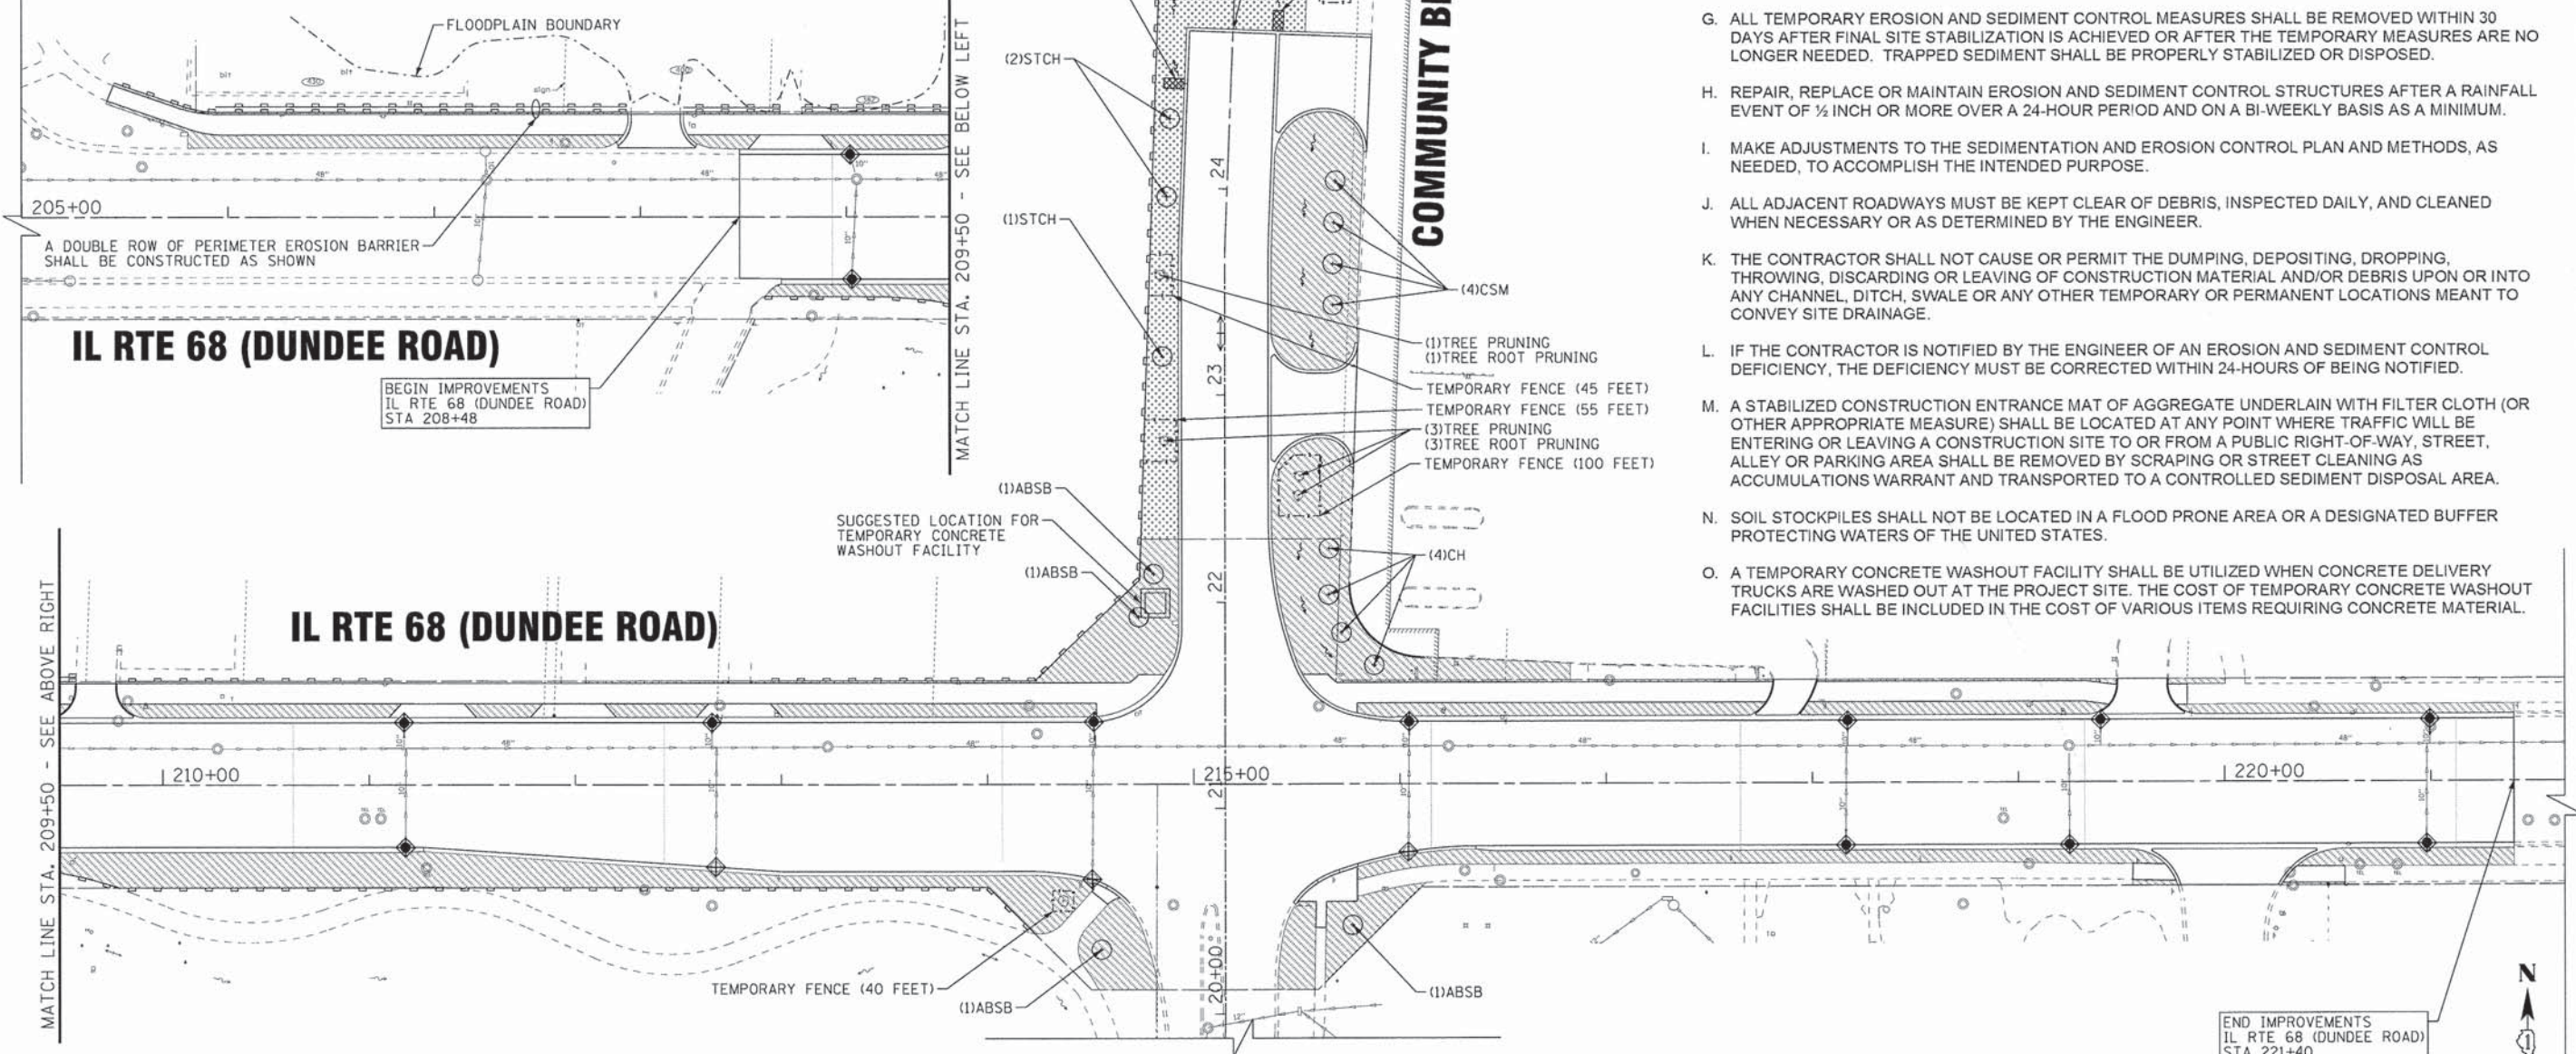 FLOODPLAIN BOUNDARY
sign
205+00
A DOUBLE ROW OF PERIMETER EROSION BARRIER
SHALL BE CONSTRUCTED AS SHOWN
IL RTE 68 (DUNDEE ROAD)
BEGIN IMPROVEMENTS
IL RTE 68 (DUNDEE ROAD)
STA 208+48
MATCH LINE STA. 209+50 - SEE BELOW LEFT
(2)STCH
(1)STCH
24
23
22
COMMUNITY
(4)CSM
(1)TREE PRUNING
(1)TREE ROOT PRUNING
TEMPORARY FENCE (45 FEET)
TEMPORARY FENCE (55 FEET)
(3)TREE PRUNING
(3)TREE ROOT PRUNING
TEMPORARY FENCE (100 FEET)
(1)ABSB
SUGGESTED LOCATION FOR
TEMPORARY CONCRETE
WASHOUT FACILITY
(1)ABSB
(4)CH
G. ALL TEMPORARY EROSION AND SEDIMENT CONTROL MEASURES SHALL BE REMOVED WITHIN 30
DAYS AFTER FINAL SITE STABILIZATION IS ACHIEVED OR AFTER THE TEMPORARY MEASURES ARE NO
LONGER NEEDED. TRAPPED SEDIMENT SHALL BE PROPERLY STABILIZED OR DISPOSED.
H. REPAIR, REPLACE OR MAINTAIN EROSION AND SEDIMENT CONTROL STRUCTURES AFTER A RAINFALL
EVENT OF ½ INCH OR MORE OVER A 24-HOUR PERIOD AND ON A BI-WEEKLY BASIS AS A MINIMUM.
I. MAKE ADJUSTMENTS TO THE SEDIMENTATION AND EROSION CONTROL PLAN AND METHODS, AS
NEEDED, TO ACCOMPLISH THE INTENDED PURPOSE.
J. ALL ADJACENT ROADWAYS MUST BE KEPT CLEAR OF DEBRIS, INSPECTED DAILY, AND CLEANED
WHEN NECESSARY OR AS DETERMINED BY THE ENGINEER.
K. THE CONTRACTOR SHALL NOT CAUSE OR PERMIT THE DUMPING, DEPOSITING, DROPPING,
THROWING, DISCARDING OR LEAVING OF CONSTRUCTION MATERIAL AND/OR DEBRIS UPON OR INTO
ANY CHANNEL, DITCH, SWALE OR ANY OTHER TEMPORARY OR PERMANENT LOCATIONS MEANT TO
CONVEY SITE DRAINAGE.
L. IF THE CONTRACTOR IS NOTIFIED BY THE ENGINEER OF AN EROSION AND SEDIMENT CONTROL
DEFICIENCY, THE DEFICIENCY MUST BE CORRECTED WITHIN 24-HOURS OF BEING NOTIFIED.
M. A STABILIZED CONSTRUCTION ENTRANCE MAT OF AGGREGATE UNDERLAIN WITH FILTER CLOTH (OR
OTHER APPROPRIATE MEASURE) SHALL BE LOCATED AT ANY POINT WHERE TRAFFIC WILL BE
ENTERING OR LEAVING A CONSTRUCTION SITE TO OR FROM A PUBLIC RIGHT-OF-WAY, STREET,
ALLEY OR PARKING AREA SHALL BE REMOVED BY SCRAPING OR STREET CLEANING AS
ACCUMULATIONS WARRANT AND TRANSPORTED TO A CONTROLLED SEDIMENT DISPOSAL AREA.
N. SOIL STOCKPILES SHALL NOT BE LOCATED IN A FLOOD PRONE AREA OR A DESIGNATED BUFFER
PROTECTING WATERS OF THE UNITED STATES.
O. A TEMPORARY CONCRETE WASHOUT FACILITY SHALL BE UTILIZED WHEN CONCRETE DELIVERY
TRUCKS ARE WASHED OUT AT THE PROJECT SITE. THE COST OF TEMPORARY CONCRETE WASHOUT
FACILITIES SHALL BE INCLUDED IN THE COST OF VARIOUS ITEMS REQUIRING CONCRETE MATERIAL.
MATCH LINE STA. 209+50 - SEE ABOVE RIGHT
IL RTE 68 (DUNDEE ROAD)
210+00
215+00
220+00
20+00
TEMPORARY FENCE (40 FEET)
(1)ABSB
(1)ABSB
N
END IMPROVEMENTS
IL RTE 68 (DUNDEE ROAD)
STA 221+40